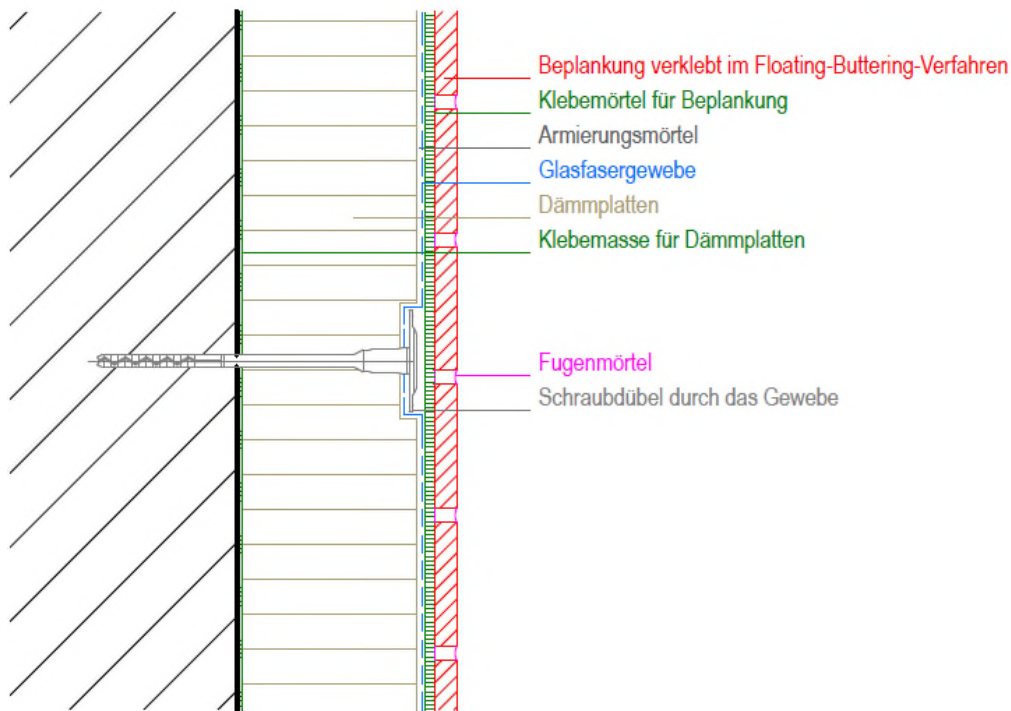 Beplankung verklebt im Floating-Buttering-Verfahren
Klebemörtel für Beplankung
Armierungsmörtel
Glasfasergewebe
Dämmplatten
Klebemasse für Dämmplatten
Fugenmörtel
Schraubdübel durch das Gewebe